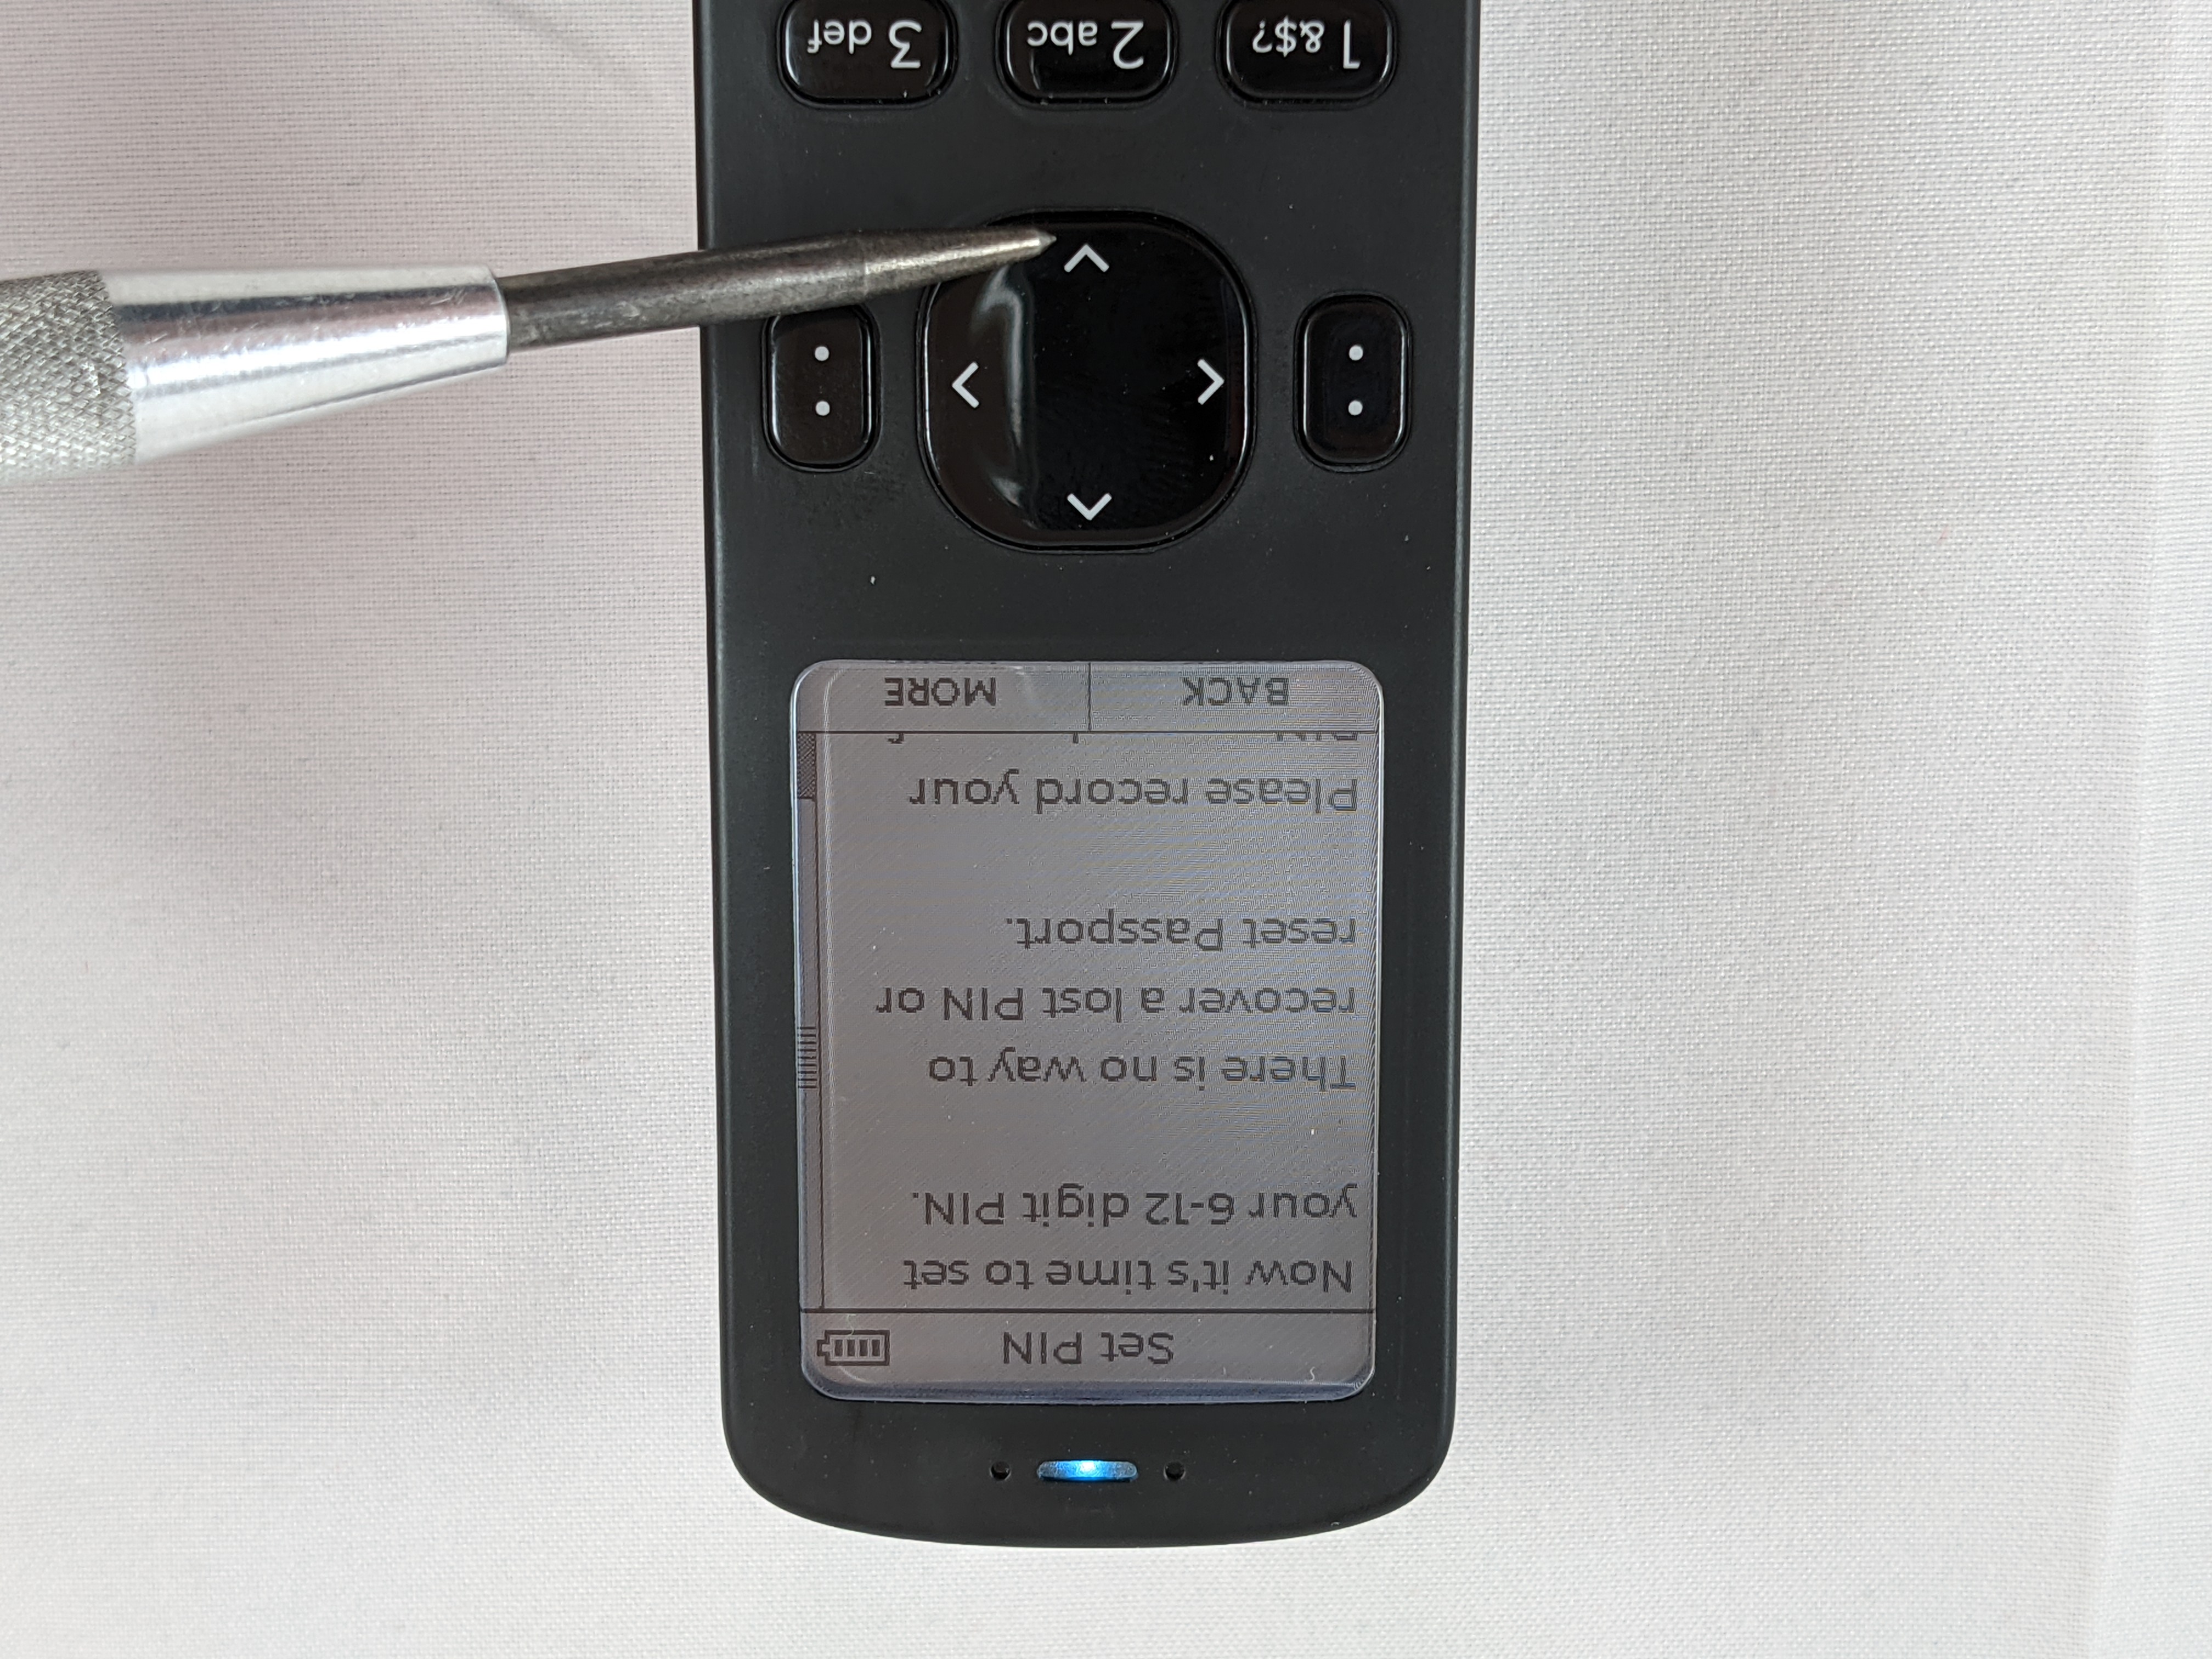 Set PIN
Now it's time to set
your 6-12 digit PIN.
There is no way to
recover a lost PIN or
reset Passport.
Please record your
BACK
MORE
1 &$?
2 abc
3 def